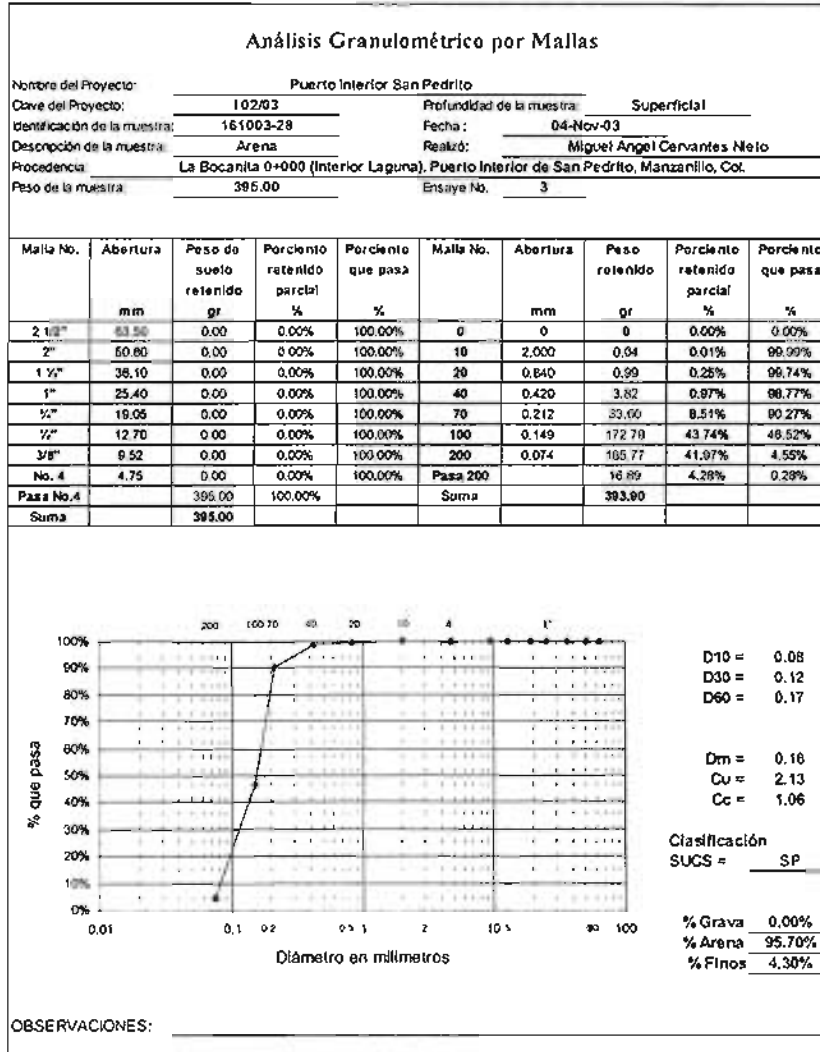 Análisis Granulométrico por Mallas
Nombre del Proyecto: Puerto Interior San Pedrito
Clave del Proyecto: 102/03 Profundidad de la muestra: Superficial
Identificación de la muestra: 161003-28 Fecha: 04-Nov-03
Descripción de la muestra: Arena Realizó: Miguel Angel Cervantes Nieto
Procedencia La Bocanita 0+000 (Interior Laguna), Puerto Interior de San Pedrito, Manzanillo, Col.
Peso de la muestra 395.00 Ensaye No. 3
Malla No. Abertura Peso de suelo retenido Porciento retenido parcial Porciento que pasa Malla No. Abertura Peso retenido Porciento retenido parcial Porciento que pasa
mm gr % % mm gr % %
2 1/2" 63.50 0.00 0.00% 100.00% 0 0 0 0.00% 0.00%
2" 50.80 0.00 0.00% 100.00% 10 2.000 0.04 0.01% 99.99%
1 ½" 38.10 0.00 0.00% 100.00% 20 0.840 0.99 0.25% 99.74%
1" 25.40 0.00 0.00% 100.00% 40 0.420 3.82 0.97% 98.77%
¾" 19.05 0.00 0.00% 100.00% 70 0.212 33.60 8.51% 90.27%
½" 12.70 0.00 0.00% 100.00% 100 0.149 172.78 43.74% 46.52%
3/8" 9.52 0.00 0.00% 100.00% 200 0.074 165.77 41.97% 4.55%
No. 4 4.75 0.00 0.00% 100.00% Pasa 200 16.89 4.28% 0.28%
Pasa No.4 395.00 100.00% Suma 393.90
Suma 395.00
200 100 70 40 20 10 4 1"
100%
90%
80%
70%
60%
50%
40%
30%
20%
10%
0%
% que pasa
0.01 0.1 0.2 1 2 10 100
Diámetro en milímetros
D10 = 0.08
D30 = 0.12
D60 = 0.17
Dm = 0.16
Cu = 2.13
Cc = 1.06
Clasificación
SUCS = SP
% Grava 0.00%
% Arena 95.70%
% Finos 4.30%
OBSERVACIONES: